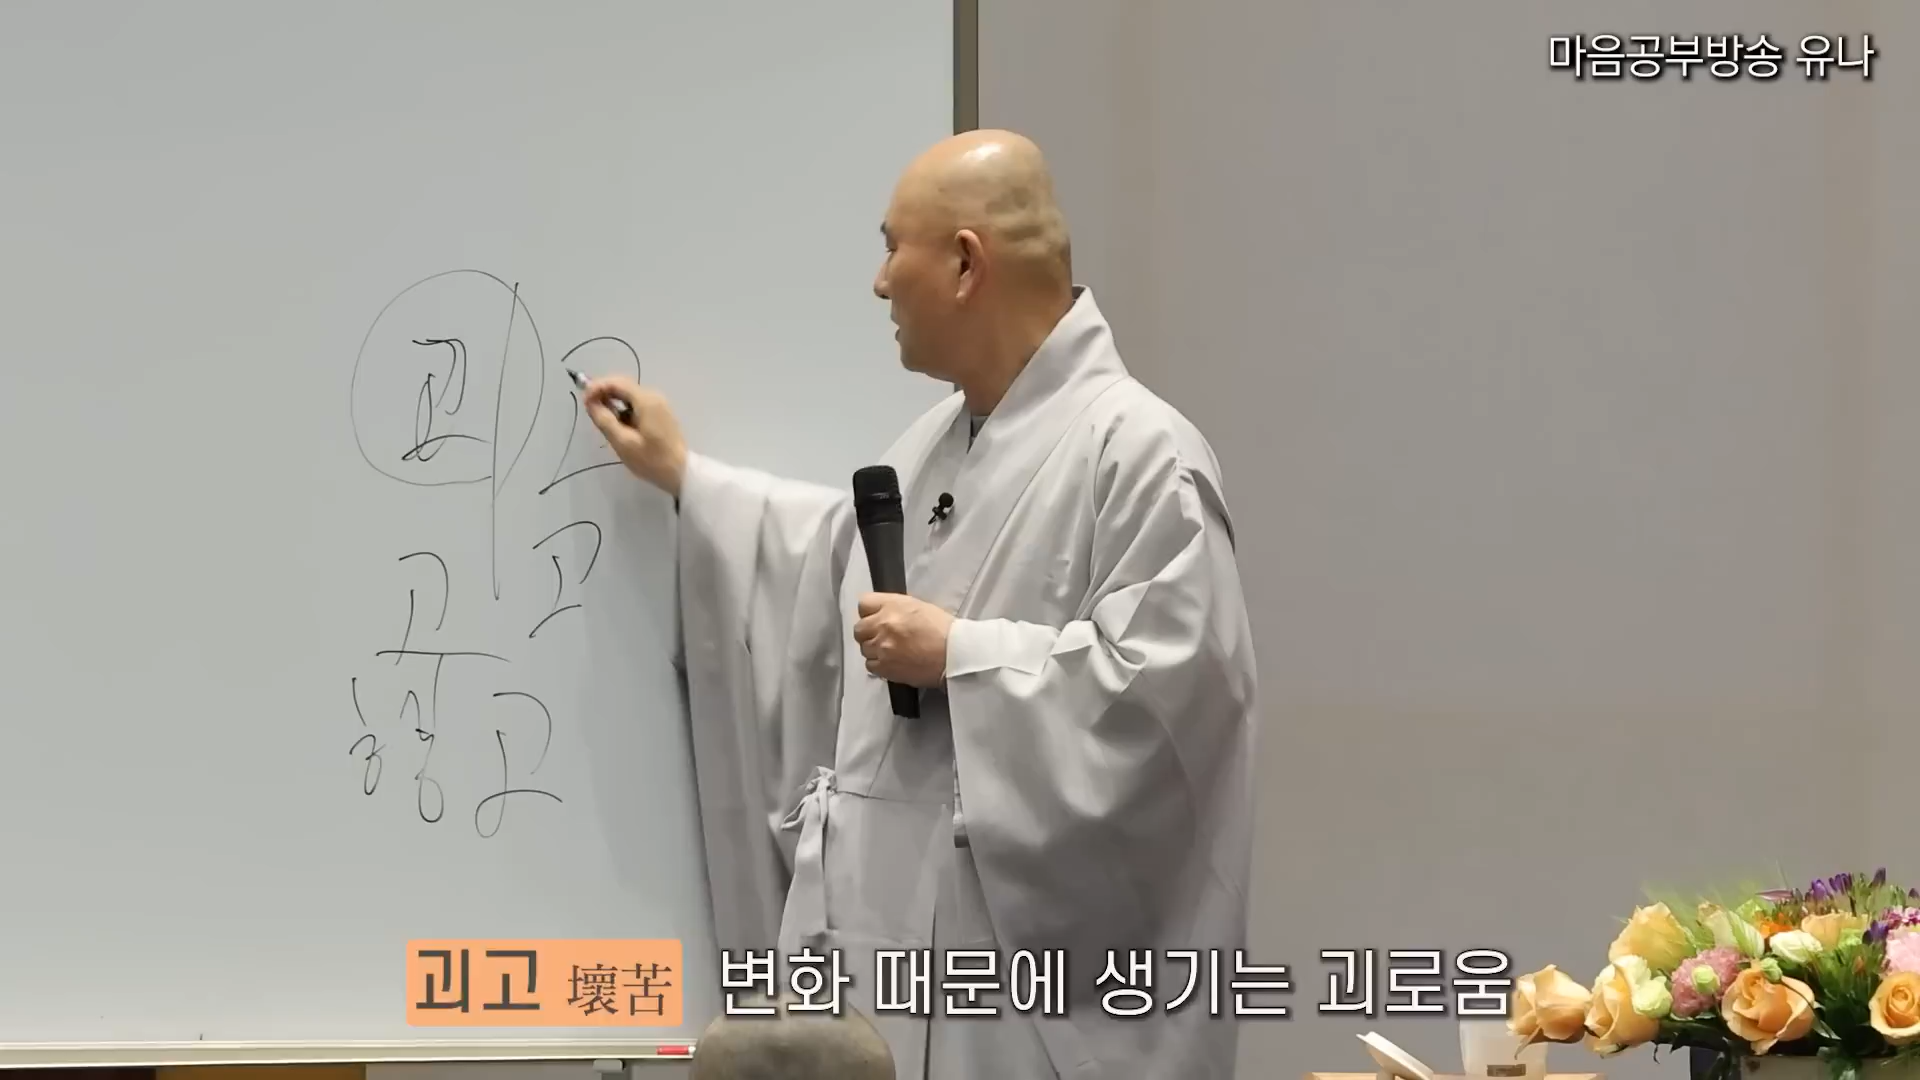 마음공부방송 유나
괴 고
고 고
행 고
괴고 壞苦 변화 때문에 생기는 괴로움